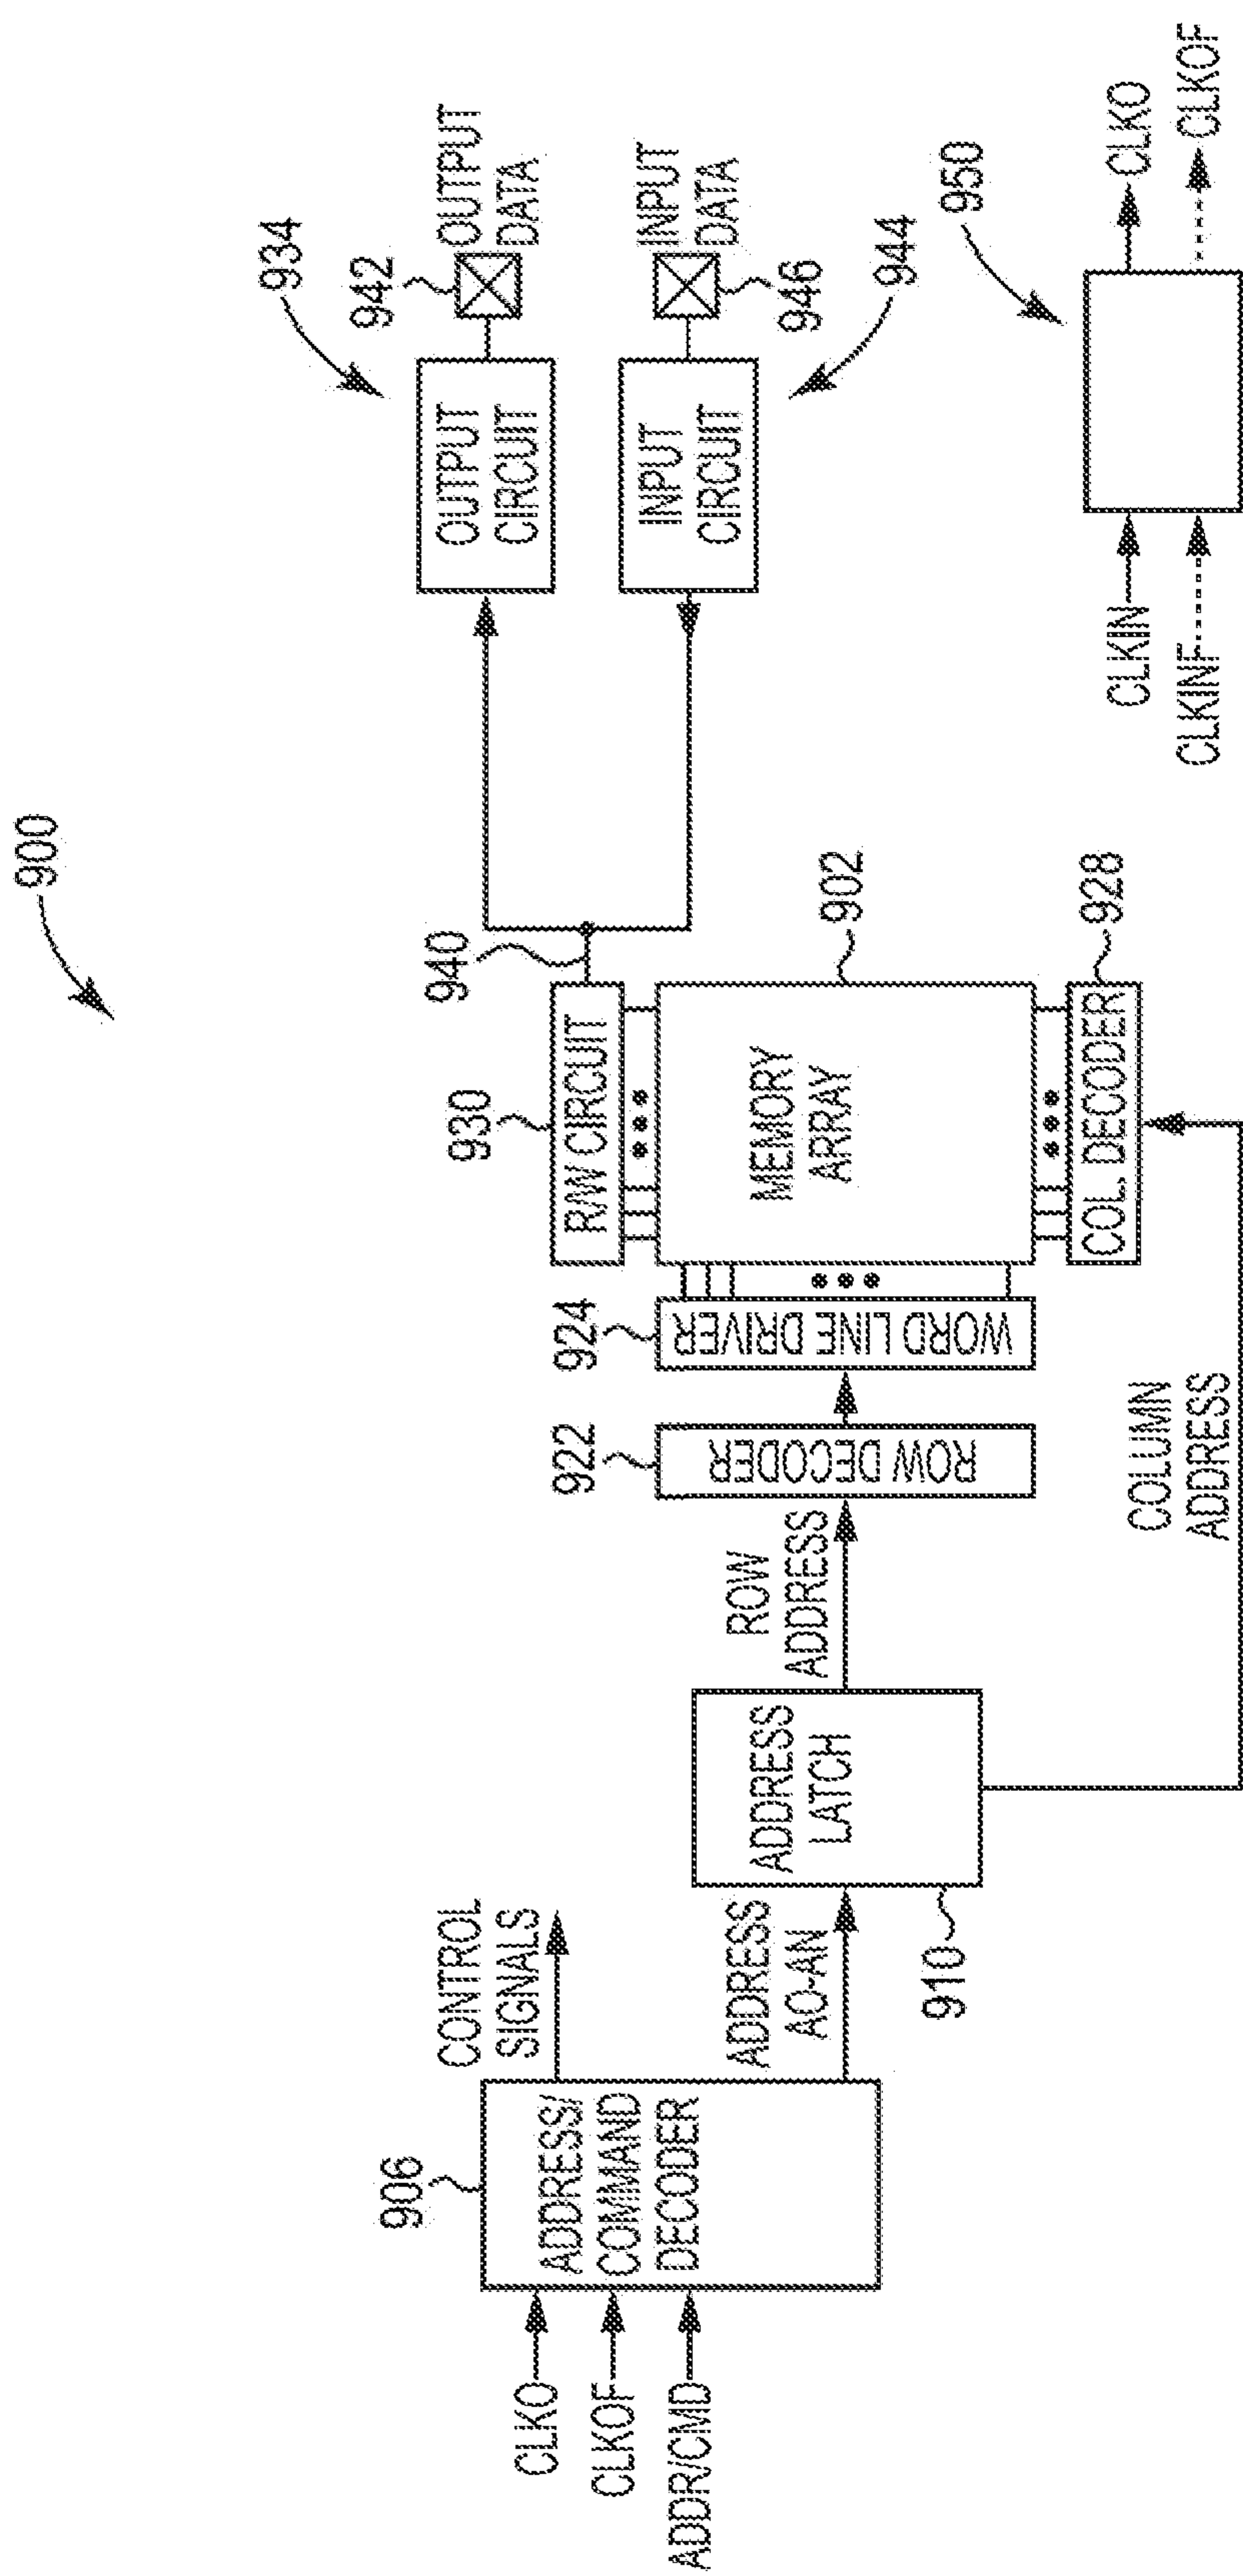 900
CLKO
CLKOF
ADDR/CMD
906
ADDRESS/
COMMAND
DECODER
CONTROL
SIGNALS
ADDRESS
AO-AN
910
ADDRESS
LATCH
ROW
ADDRESS
COLUMN
ADDRESS
922
ROW DECODER
924
WORD LINE DRIVER
930
R/W CIRCUIT
940
MEMORY
ARRAY
902
COL. DECODER
928
934
OUTPUT
CIRCUIT
942
OUTPUT
DATA
INPUT
CIRCUIT
INPUT
DATA
946
944
950
CLKIN
CLKINF
CLKO
CLKOF